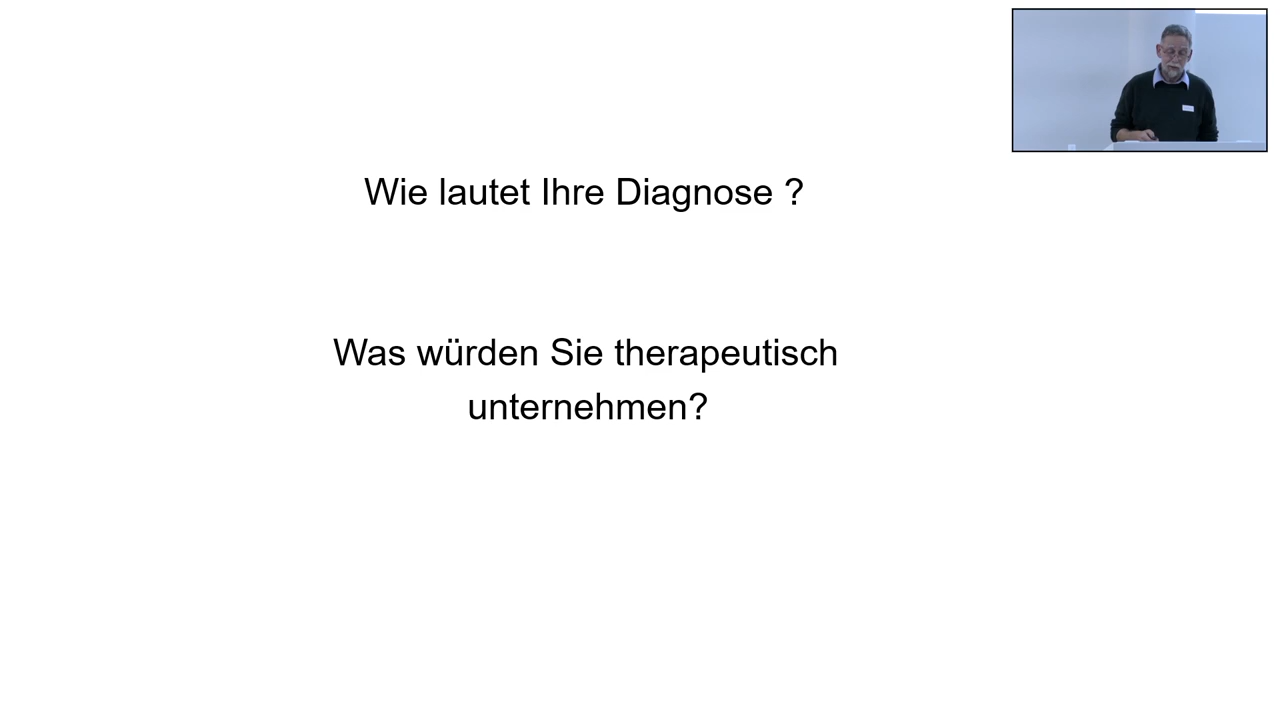 Wie lautet Ihre Diagnose ?
Was würden Sie therapeutisch
unternehmen?